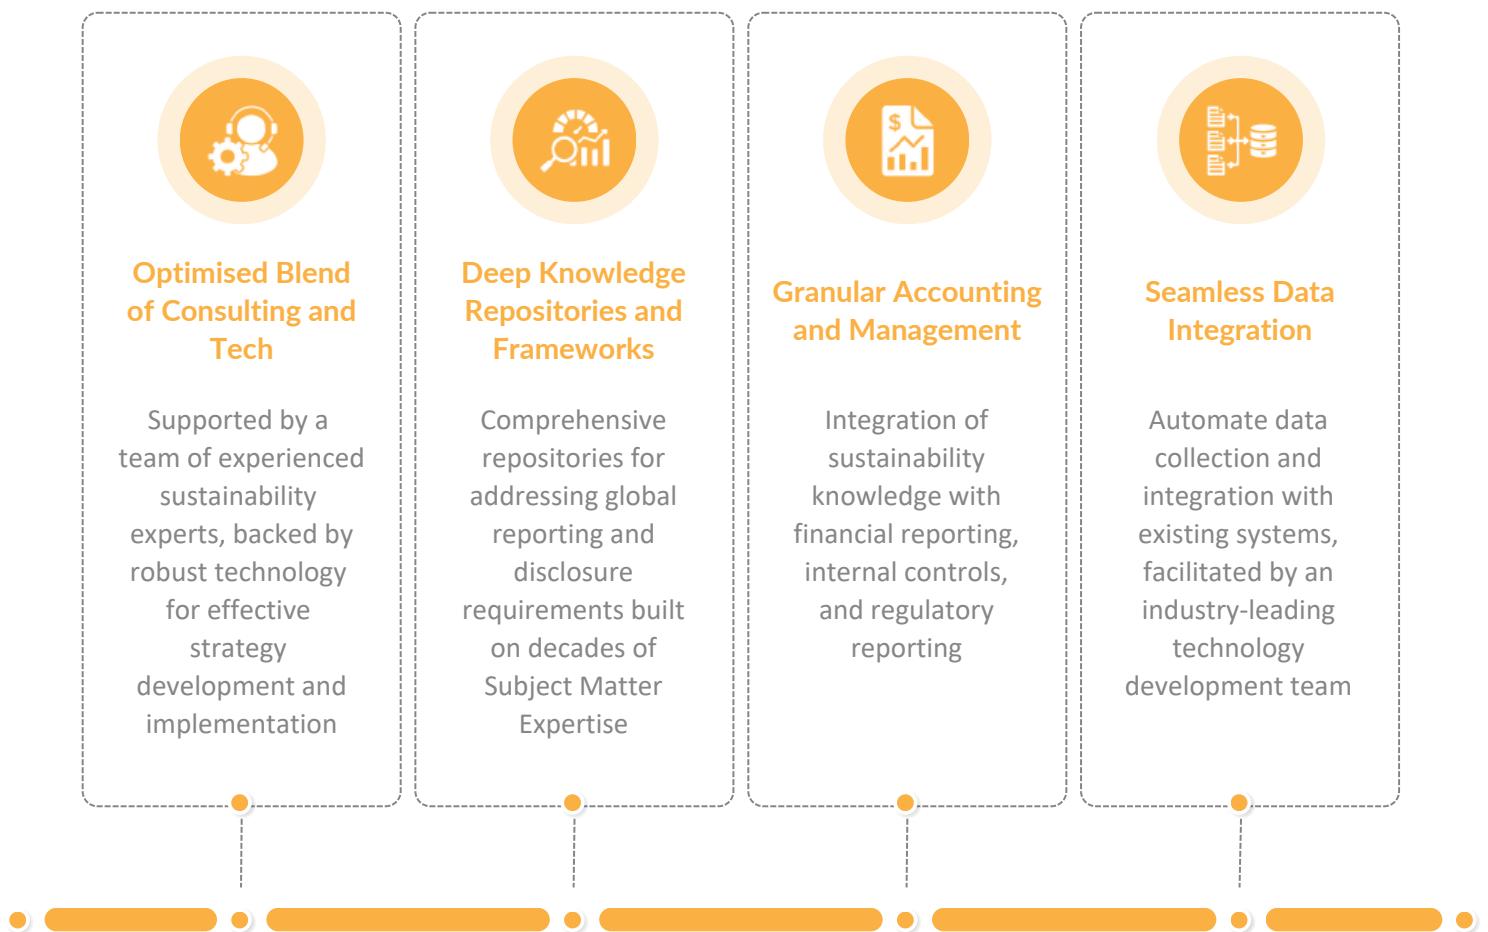 Optimised Blend
of Consulting and
Tech
Supported by a
team of experienced
sustainability
experts, backed by
robust technology
for effective
strategy
development and
implementation
Deep Knowledge
Repositories and
Frameworks
Comprehensive
repositories for
addressing global
reporting and
disclosure
requirements built
on decades of
Subject Matter
Expertise
$
Granular Accounting
and Management
Integration of
sustainability
knowledge with
financial reporting,
internal controls,
and regulatory
reporting
Seamless Data
Integration
Automate data
collection and
integration with
existing systems,
facilitated by an
industry-leading
technology
development team